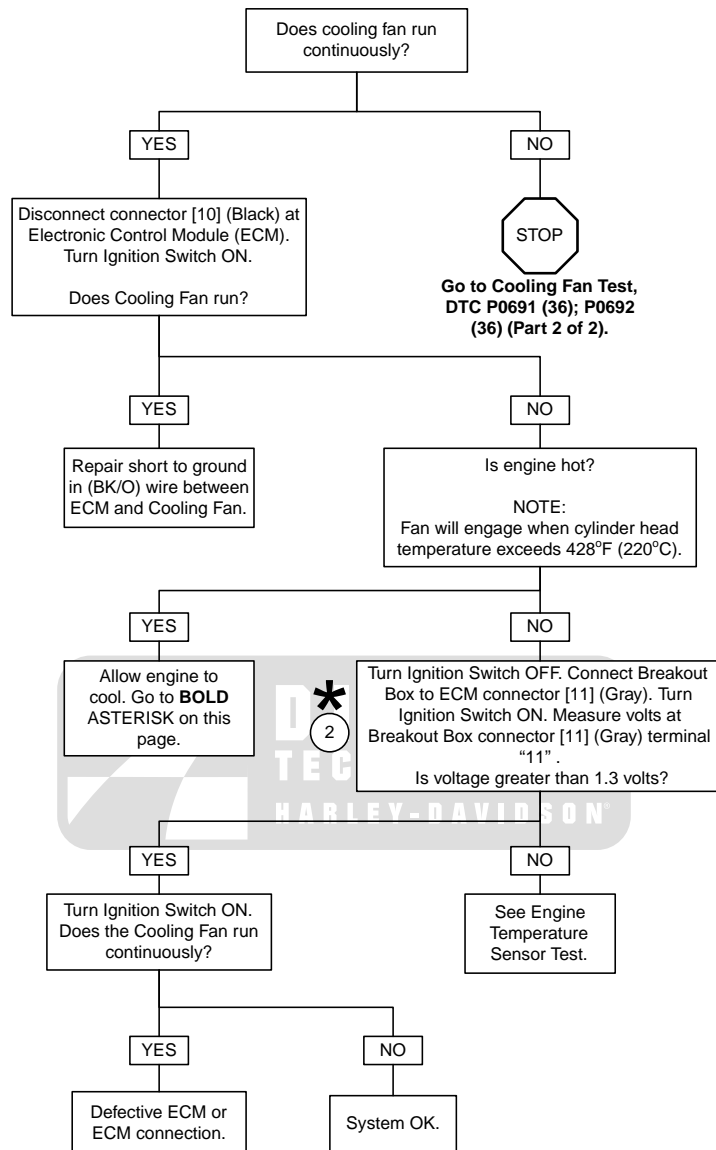 Does cooling fan run
continuously?
YES
NO
Disconnect connector [10] (Black) at
Electronic Control Module (ECM).
Turn Ignition Switch ON.
Does Cooling Fan run?
STOP
Go to Cooling Fan Test,
DTC P0691 (36); P0692
(36) (Part 2 of 2).
YES
NO
Repair short to ground
in (BK/O) wire between
ECM and Cooling Fan.
Is engine hot?
NOTE:
Fan will engage when cylinder head
temperature exceeds 428°F (220°C).
YES
NO
Allow engine to
cool. Go to BOLD
ASTERISK on this
page.
*
2
Turn Ignition Switch OFF. Connect Breakout
Box to ECM connector [11] (Gray). Turn
Ignition Switch ON. Measure volts at
Breakout Box connector [11] (Gray) terminal
“11” .
Is voltage greater than 1.3 volts?
HARLEY-DAVIDSON®
YES
NO
Turn Ignition Switch ON.
Does the Cooling Fan run
continuously?
See Engine
Temperature
Sensor Test.
YES
NO
Defective ECM or
ECM connection.
System OK.